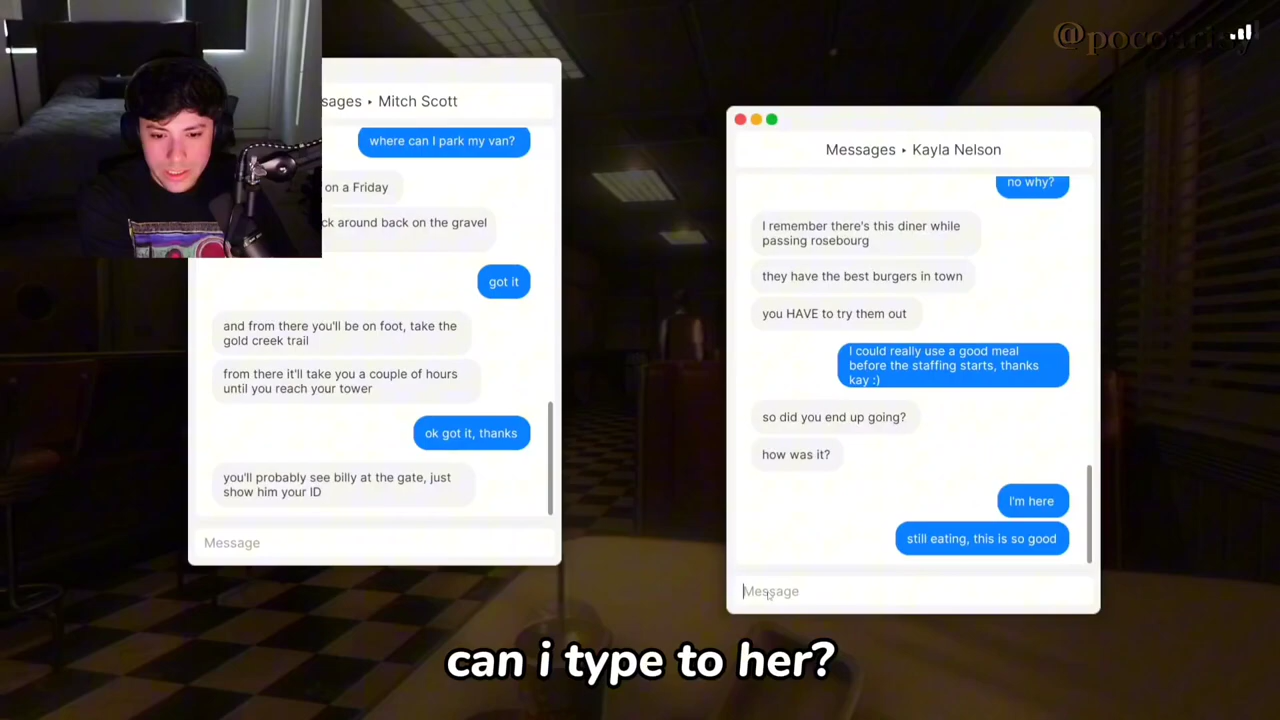 sages ▸ Mitch Scott
where can I park my van?
on a Friday
ck around back on the gravel
got it
and from there you'll be on foot, take the
gold creek trail
from there it'll take you a couple of hours
until you reach your tower
ok got it, thanks
you'll probably see billy at the gate, just
show him your ID
Message
Messages ▸ Kayla Nelson
no why?
I remember there's this diner while
passing rosebourg
they have the best burgers in town
you HAVE to try them out
I could really use a good meal
before the staffing starts, thanks
kay :)
so did you end up going?
how was it?
I'm here
still eating, this is so good
Message
can i type to her?